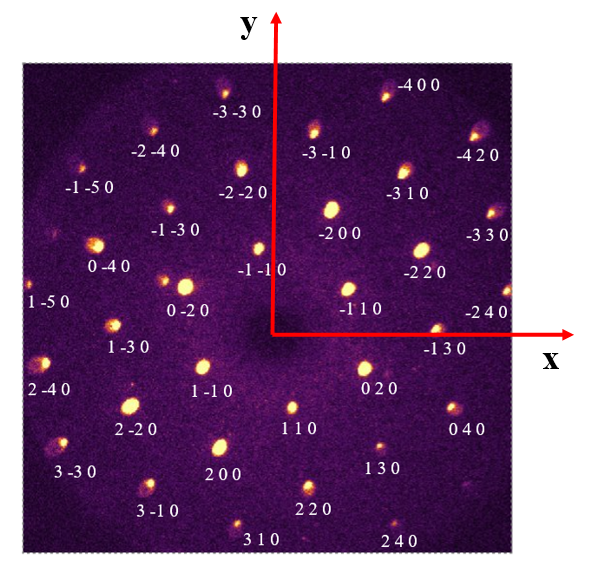 y
-4 0 0
-3 -3 0
-2 -4 0
-3 -1 0
-4 2 0
-1 -5 0
-2 -2 0
-3 1 0
-1 -3 0
-2 0 0
-3 3 0
0 -4 0
-1 -1 0
-2 2 0
1 -5 0
0 -2 0
-1 1 0
-2 4 0
1 -3 0
-1 3 0
x
2 -4 0
1 -1 0
0 2 0
2 -2 0
1 1 0
0 4 0
3 -3 0
2 0 0
1 3 0
3 -1 0
2 2 0
3 1 0
2 4 0